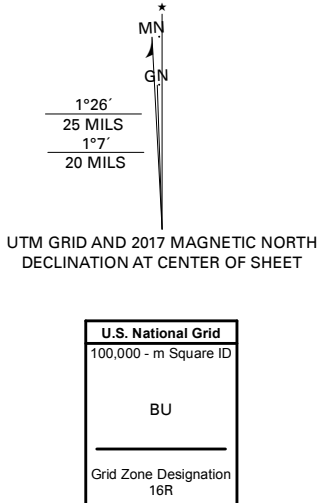 MN
GN
1°26´
25 MILS
1°7´
20 MILS
UTM GRID AND 2017 MAGNETIC NORTH
DECLINATION AT CENTER OF SHEET
U.S. National Grid
100,000 - m Square ID
BU
Grid Zone Designation
16R